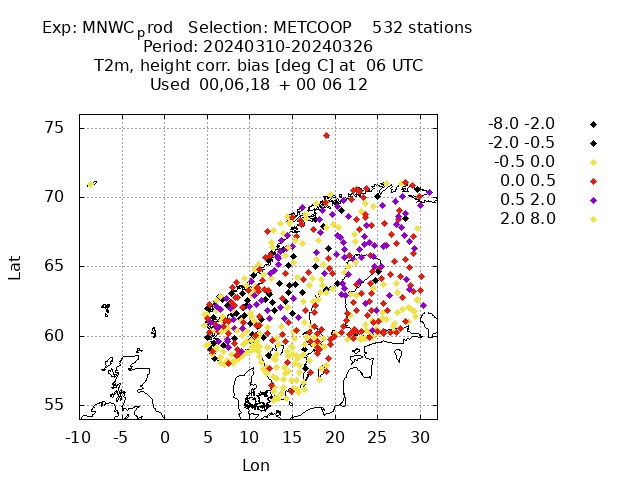 Exp: MNWCprod   Selection: METCOOP    532 stations
Period: 20240310-20240326
T2m, height corr. bias [deg C] at  06 UTC
Used  00,06,18  + 00 06 12
-8.0 -2.0
-2.0 -0.5
-0.5 0.0
0.0 0.5
0.5 2.0
2.0 8.0
75
70
65
60
55
Lat
-10 -5 0 5 10 15 20 25 30
Lon